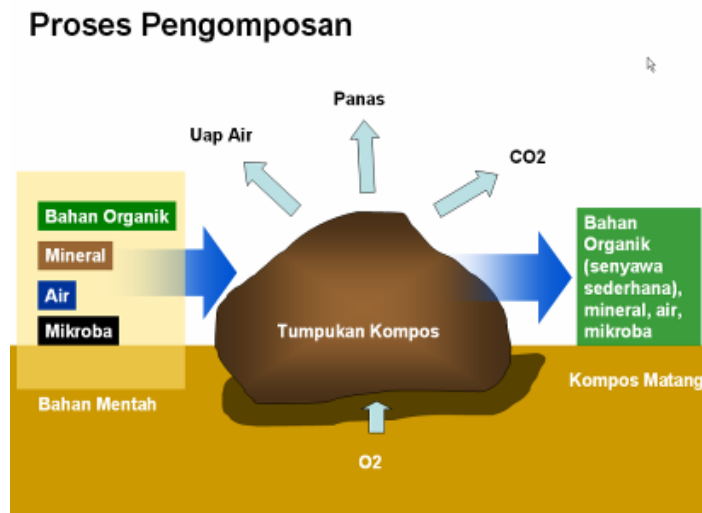 Proses Pengomposan
Panas
Uap Air
CO2
Bahan Organik
Mineral
Air
Mikroba
Bahan Mentah
Tumpukan Kompos
O2
Bahan
Organik
(senyawa
sederhana),
mineral, air,
mikroba
Kompos Matang